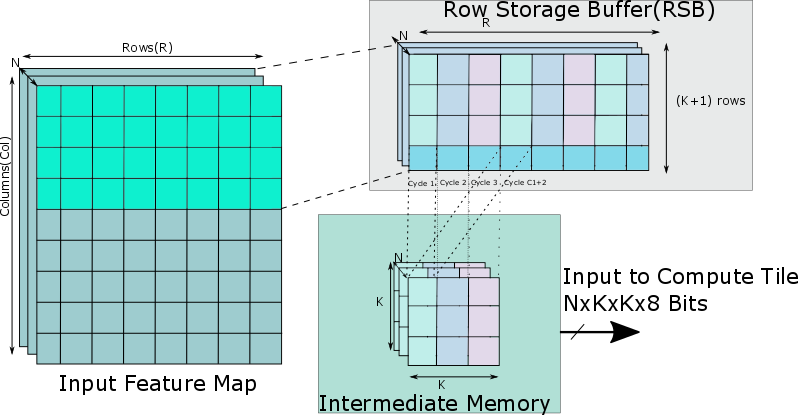 Row Storage Buffer(RSB)
R
N
Rows(R)
N
Columns(Col)
(K+1) rows
Cycle 1 Cycle 2 Cycle 3 Cycle C1+2
N
K
K
Input to Compute Tile
NxKxKx8 Bits
Input Feature Map
Intermediate Memory